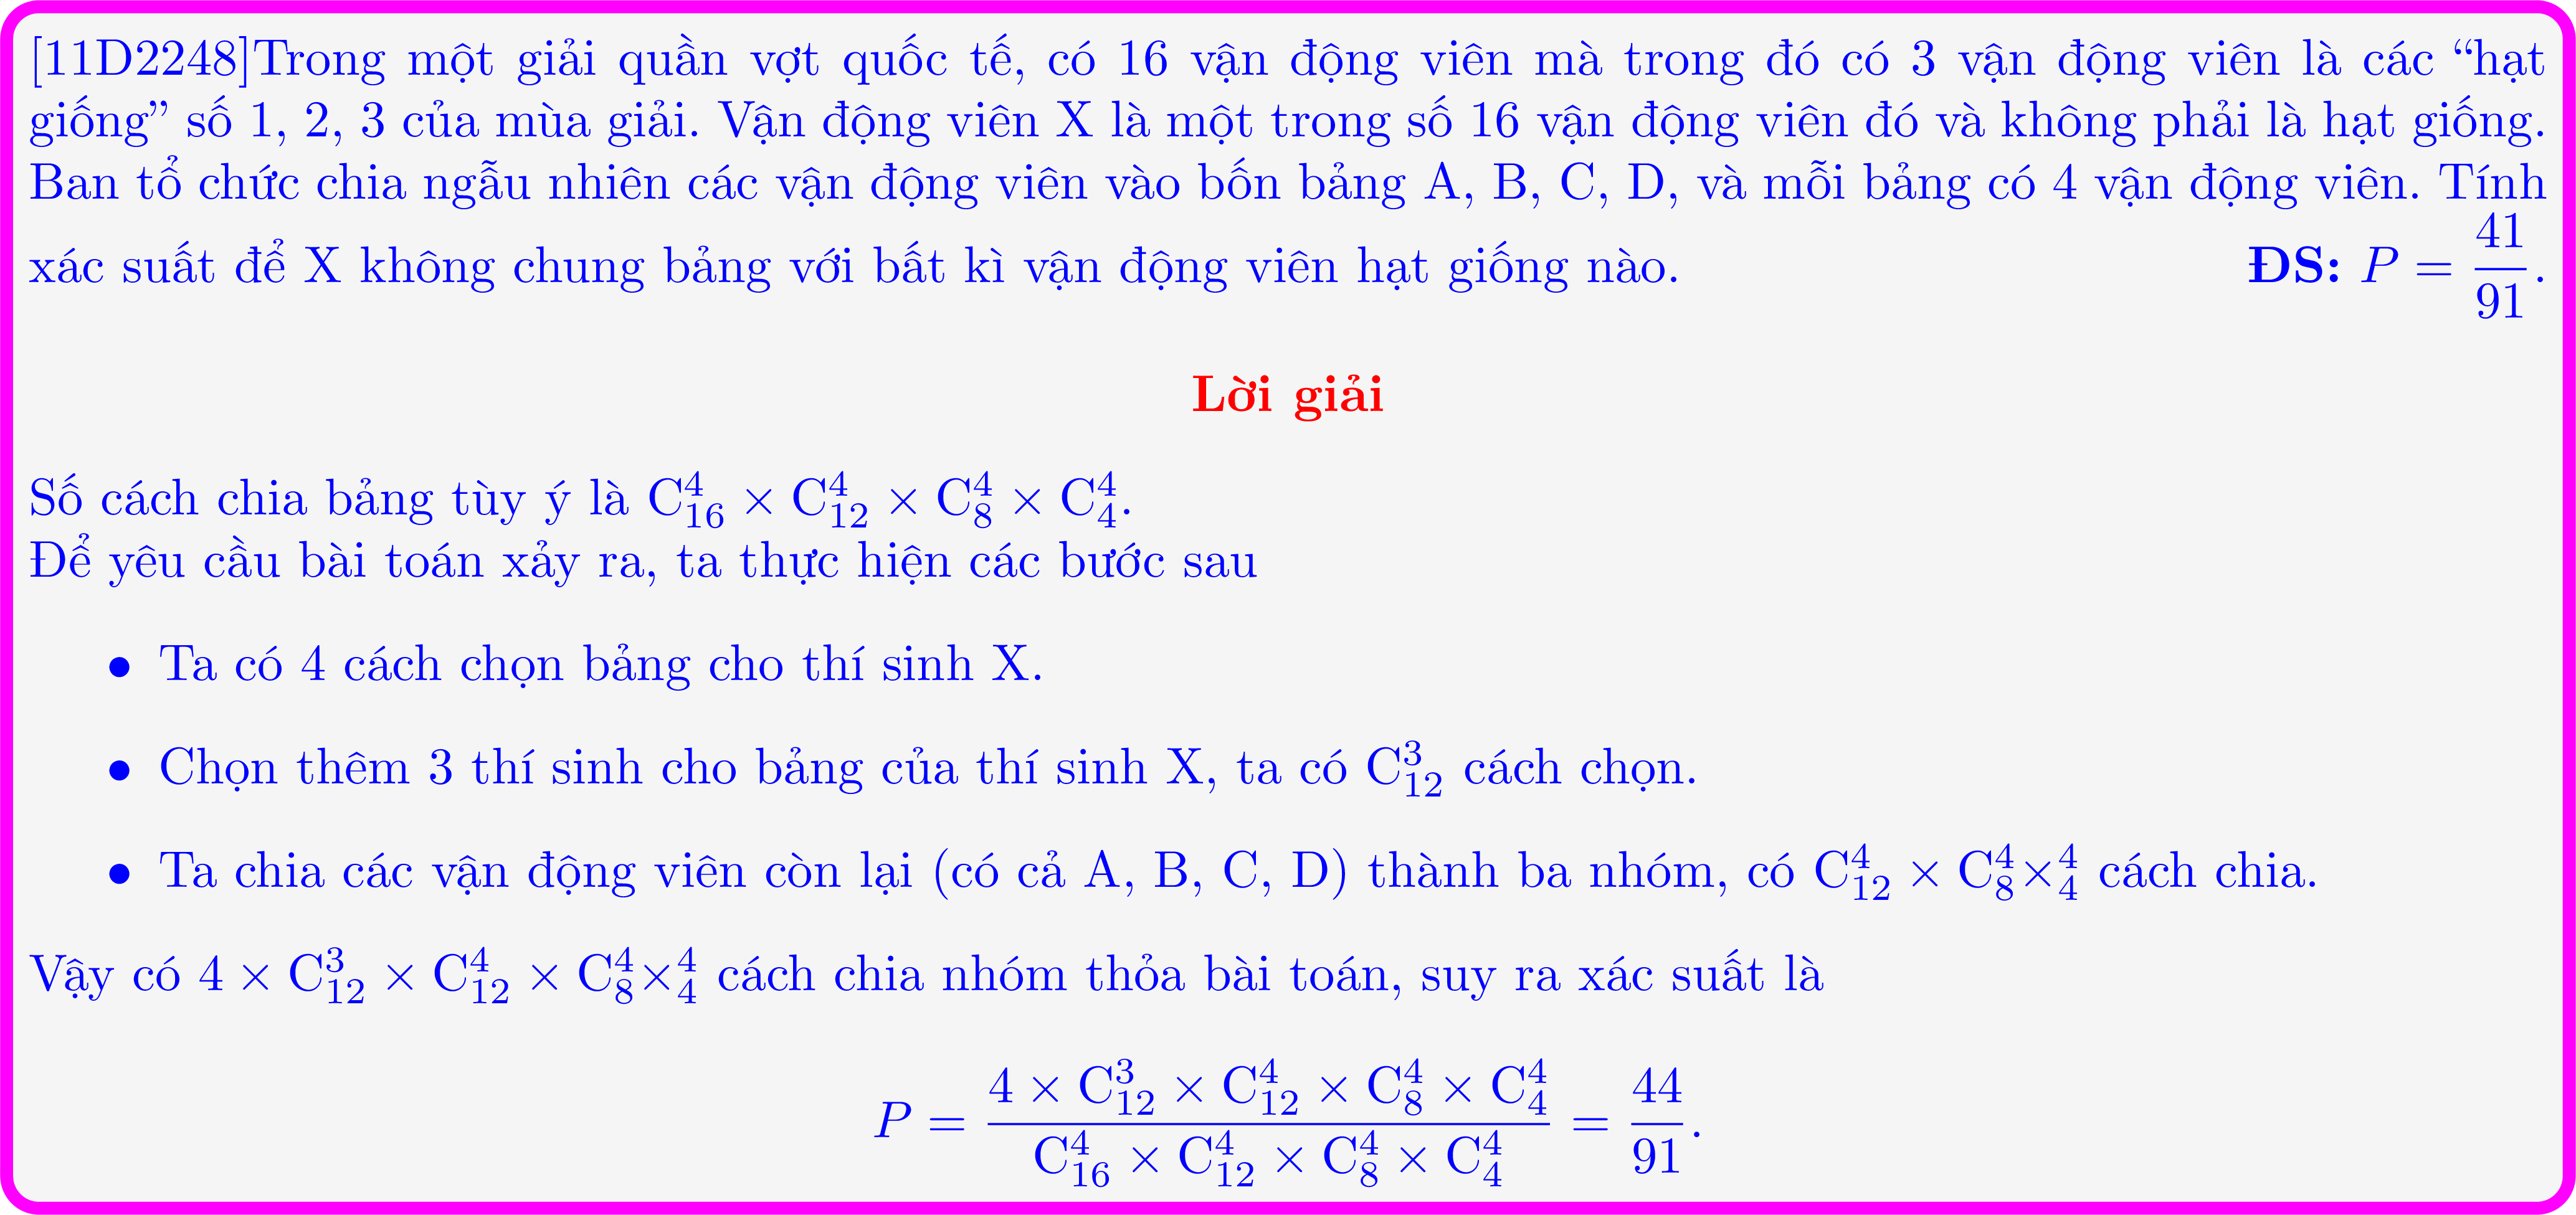 [11D2248]Trong một giải quần vợt quốc tế, có 16 vận động viên mà trong đó có 3 vận động viên là các “hạt
giống” số 1, 2, 3 của mùa giải. Vận động viên X là một trong số 16 vận động viên đó và không phải là hạt giống.
Ban tổ chức chia ngẫu nhiên các vận động viên vào bốn bảng A, B, C, D, và mỗi bảng có 4 vận động viên. Tính
xác suất để X không chung bảng với bất kì vận động viên hạt giống nào. ĐS: $P = \frac{41}{91}$.
Lời giải
Số cách chia bảng tùy ý là $C_{16}^4 \times C_{12}^4 \times C_8^4 \times C_4^4$.
Để yêu cầu bài toán xảy ra, ta thực hiện các bước sau
• Ta có 4 cách chọn bảng cho thí sinh X.
• Chọn thêm 3 thí sinh cho bảng của thí sinh X, ta có $C_{12}^3$ cách chọn.
• Ta chia các vận động viên còn lại (có cả A, B, C, D) thành ba nhóm, có $C_{12}^4 \times C_8^4 \times_4^4$ cách chia.
Vậy có $4 \times C_{12}^3 \times C_{12}^4 \times C_8^4 \times_4^4$ cách chia nhóm thỏa bài toán, suy ra xác suất là
$P = \frac{4 \times C_{12}^3 \times C_{12}^4 \times C_8^4 \times C_4^4}{C_{16}^4 \times C_{12}^4 \times C_8^4 \times C_4^4} = \frac{44}{91}$.